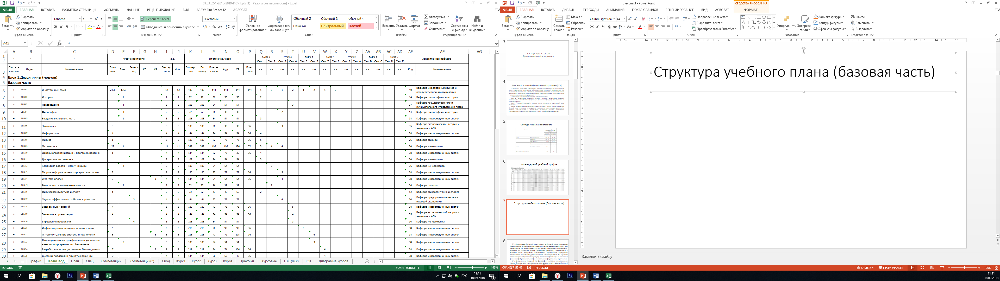 09.03.02-1-2018-2019-ИСиТ.plx (1) [Режим совместимости] - Excel
Вход
ФАЙЛ ГЛАВНАЯ ВСТАВКА РАЗМЕТКА СТРАНИЦЫ ФОРМУЛЫ ДАННЫЕ РЕЦЕНЗИРОВАНИЕ ВИД ABBYY FineReader 12 ACROBAT
Вставить Вырезать Копировать Формат по образцу
Tahoma 5 Ж К Ч
Перенести текст
Объединить и поместить в центре
Текстовый
% 000
Условное форматирование Форматировать как таблицу
Обычный 2 Обычный 3 Обычный 4
Обычный Нейтральный Плохой
Вставить Удалить Формат
Автосумма Заполнить Очистить
Сортировка и фильтр Найти и выделить
Буфер обмена Шрифт Выравнивание Число Стили Ячейки Редактирование
A45 fx +
A B C D E F G H I J K L M N O P Q R S T U V W X Y Z AA AB AC AD AE AF AG
- - - Форма контроля з.е. Итого акад.часов Курс 1 Курс 2 Курс 3 Курс 4 Курс 5 Курс 6 Курс 7 Закрепленная кафедра
Сем. 1 Сем. 2 Сем. 3 Сем. 4 Сем. 5 Сем. 6 Сем. 7 Сем. 8 Сем. 9 Сем. A Сем. B Сем. C Сем. D Сем. E
3 Считать в плане Индекс Наименование Экза мен Зачет Зачет с оц. КП КР Экспер тное Факт Экспер тное По плану Контак т часы Ауд. СР Конт роль з.е. з.е. з.е. з.е. з.е. з.е. з.е. з.е. з.е. з.е. з.е. з.е. з.е. з.е. Код Наименование
4 Блок 1.Дисциплины (модули)
5 Базовая часть
6 + Б1.Б.01 Иностранный язык 2468 1357 12 12 432 432 144 144 144 144 1 2 1 2 1 2 1 2 40 Кафедра иностранных языков и межкультурной коммуникации
7 + Б1.Б.02 История 1 2 2 72 72 36 36 36 2 14 Кафедра философиии и истории
8 + Б1.Б.03 Правоведение 4 3 3 108 108 54 54 54 3 37 Кафедра государственного и муниципального управления и права
9 + Б1.Б.04 Философия 3 2 2 72 72 36 36 36 2 14 Кафедра философиии и истории
10 + Б1.Б.05 Введение в специальность 1 3 3 108 108 54 54 54 3 38 Кафедра информационных систем
11 + Б1.Б.06 Экономика 3 3 3 108 108 36 36 36 36 3 35 Кафедра экономической теории и экономики АПК
12 + Б1.Б.07 Информатика 1 4 4 144 144 54 54 54 36 4 38 Кафедра информационных систем
13 + Б1.Б.08 Физика 1 5 5 180 180 72 72 72 36 5 26 Кафедра физики
14 + Б1.Б.09 Математика 23 1 11 11 396 396 198 198 126 72 3 4 4 30 Кафедра математики
15 + Б1.Б.10 Основы алгоритмизации и программирования 1 4 4 144 144 72 72 36 36 4 38 Кафедра информационных систем
16 + Б1.Б.11 Дискретная математика 1 3 3 108 108 54 54 54 3 30 Кафедра математики
17 + Б1.Б.12 Командная работа и коммуникации 2 3 3 108 108 54 54 54 3 36 Кафедра менеджмента
18 + Б1.Б.13 Теория информационных процессов и систем 3 5 5 180 180 72 72 72 36 5 38 Кафедра информационных систем
19 + Б1.Б.14 Web-технологии 3 3 4 4 144 144 54 54 54 36 4 38 Кафедра информационных систем
20 + Б1.Б.15 Безопасность жизнедеятельности 2 2 2 72 72 36 36 36 2 26 Кафедра физики
21 + Б1.Б.16 Физическая культура и спорт 1 2 2 72 72 6 6 66 2 12 Кафедра физвоспитания и спорта
22 + Б1.Б.17 Оценка эффективности бизнес-проектов 3 4 4 144 144 72 72 72 4 34 Кафедра предпринимательства и мировой экономики
23 + Б1.Б.18 Базы данных и знаний 4 5 5 180 180 72 72 72 36 5 38 Кафедра информационных систем
24 + Б1.Б.19 Экономика организации 4 4 4 144 144 54 54 54 36 4 35 Кафедра экономической теории и экономики АПК
25 + Б1.Б.20 Управление проектами 4 3 3 108 108 54 54 54 3 36 Кафедра менеджмента
26 + Б1.Б.21 Инфокоммуникационные системы и сети 5 6 6 216 216 90 90 90 36 6 38 Кафедра информационных систем
27 + Б1.Б.22 Интеллектуальные системы и технологии 6 6 6 6 216 216 72 72 108 36 6 38 Кафедра информационных систем
28 + Б1.Б.23 Стандартизация, сертификация и управление качеством программного обеспечения 6 3 3 108 108 54 54 54 3 38 Кафедра информационных систем
29 + Б1.Б.24 Разработка систем управления базами данных 7 7 6 6 216 216 74 74 106 36 6 38 Кафедра информационных систем
30 + Б1.Б.25 Системы поддержки принятия решений 7 4 4 144 144 60 60 48 36 4 38 Кафедра информационных систем
... График ПланСвод План Спец Компетенции Компетенции(2) Свод Курс1 Курс2 Курс3 Курс4 Практики Курсовые ГЭК (ВКР) ГЭК Диаграмма курсов ...
ГОТОВО КОЛИЧЕСТВО: 14 145%
РУС 11:11 18.09.2018
Лекция 3 - PowerPoint
СРЕДСТВА РИСОВАНИЯ
Вход
ФАЙЛ ГЛАВНАЯ ВСТАВКА ДИЗАЙН ПЕРЕХОДЫ АНИМАЦИЯ ПОКАЗ СЛАЙДОВ РЕЦЕНЗИРОВАНИЕ ВИД ACROBAT ФОРМАТ
Вставить Вырезать Копировать Формат по образцу
Создать слайд Макет Сбросить Раздел
Calibri Light (Заг 44
Ж К Ч S abc AV Aa A
Направление текста Выровнять текст Преобразовать в SmartArt
Упорядочить Экспресс-стили
Заливка фигуры Контур фигуры Эффекты фигуры
Найти Заменить Выделить
Буфер обмена Слайды Шрифт Абзац Рисование Редактирование
3
1. Структура и состав образовательной программы.
4
ФГОС ВО об основной образовательной программе (ОПП)
5
Структура программы бакалавриата
6
Календарный учебный график
7
Структура учебного плана (базовая часть)
8
Структура учебного плана (базовая часть)
Заметки к слайду
СЛАЙД 7 ИЗ 45 РУССКИЙ ЗАМЕТКИ ПРИМЕЧАНИЯ 106%
11:11
18.09.2018